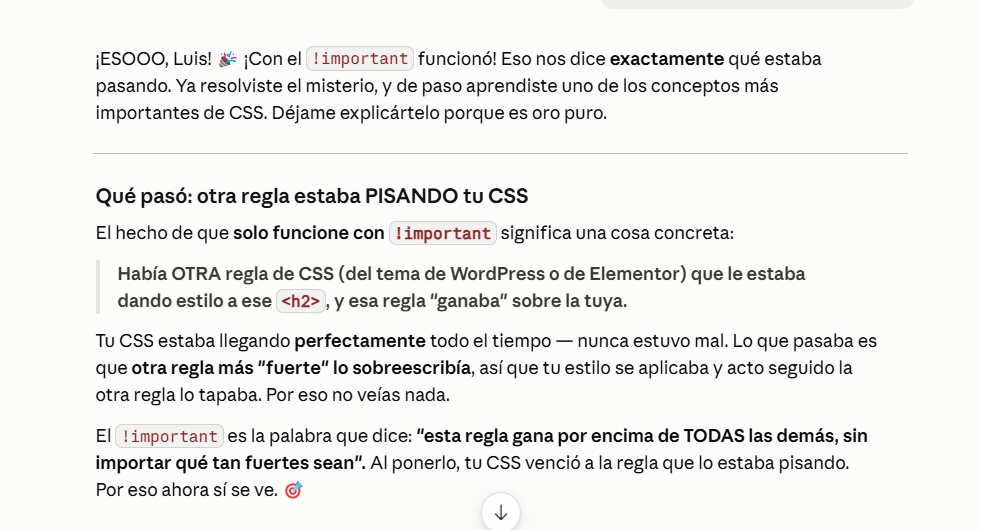 ¡ESOOO, Luis! 🎉 ¡Con el !important funcionó! Eso nos dice exactamente qué estaba
pasando. Ya resolviste el misterio, y de paso aprendiste uno de los conceptos más
importantes de CSS. Déjame explicártelo porque es oro puro.
Qué pasó: otra regla estaba PISANDO tu CSS
El hecho de que solo funcione con !important significa una cosa concreta:
Había OTRA regla de CSS (del tema de WordPress o de Elementor) que le estaba
dando estilo a ese <h2>, y esa regla "ganaba" sobre la tuya.
Tu CSS estaba llegando perfectamente todo el tiempo — nunca estuvo mal. Lo que pasaba es
que otra regla más "fuerte" lo sobreescribía, así que tu estilo se aplicaba y acto seguido la
otra regla lo tapaba. Por eso no veías nada.
El !important es la palabra que dice: "esta regla gana por encima de TODAS las demás, sin
importar qué tan fuertes sean". Al ponerlo, tu CSS venció a la regla que lo estaba pisando.
Por eso ahora sí se ve. 🎯